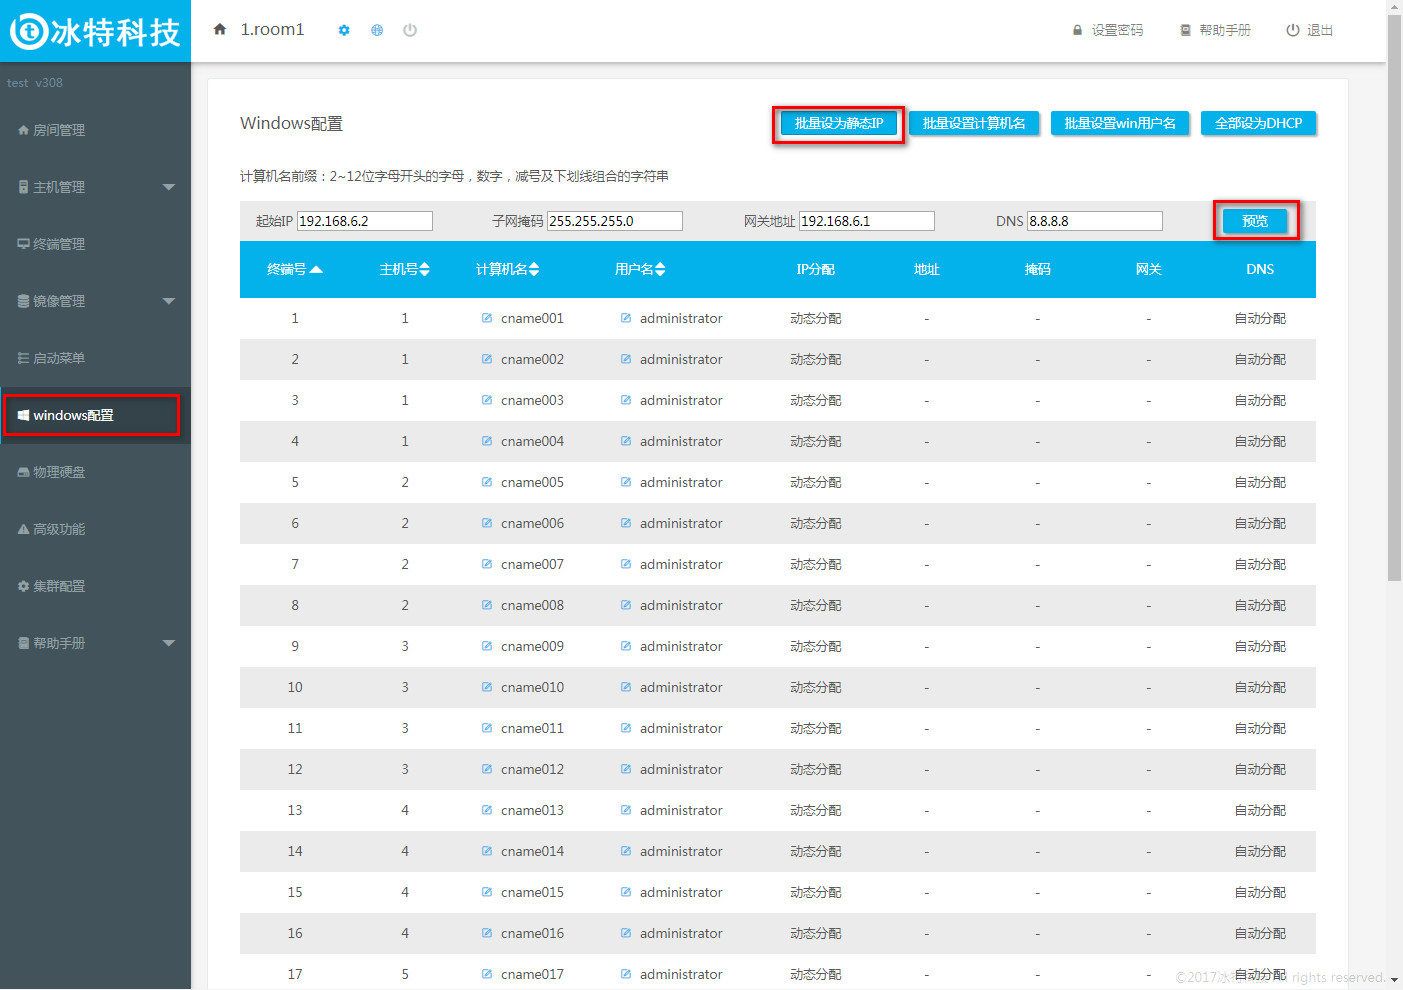 冰特科技
1.room1
设置密码 帮助手册 退出
test v308
房间管理
主机管理
终端管理
镜像管理
启动菜单
windows配置
物理硬盘
高级功能
集群配置
帮助手册
Windows配置
批量设为静态IP 批量设置计算机名 批量设置win用户名 全部设为DHCP
计算机名前缀：2~12位字母开头的字母，数字，减号及下划线组合的字符串
起始IP 192.168.6.2 子网掩码 255.255.255.0 网关地址 192.168.6.1 DNS 8.8.8.8 预览
终端号 主机号 计算机名 用户名 IP分配 地址 掩码 网关 DNS
1 1 cname001 administrator 动态分配 - - - 自动分配
2 1 cname002 administrator 动态分配 - - - 自动分配
3 1 cname003 administrator 动态分配 - - - 自动分配
4 1 cname004 administrator 动态分配 - - - 自动分配
5 2 cname005 administrator 动态分配 - - - 自动分配
6 2 cname006 administrator 动态分配 - - - 自动分配
7 2 cname007 administrator 动态分配 - - - 自动分配
8 2 cname008 administrator 动态分配 - - - 自动分配
9 3 cname009 administrator 动态分配 - - - 自动分配
10 3 cname010 administrator 动态分配 - - - 自动分配
11 3 cname011 administrator 动态分配 - - - 自动分配
12 3 cname012 administrator 动态分配 - - - 自动分配
13 4 cname013 administrator 动态分配 - - - 自动分配
14 4 cname014 administrator 动态分配 - - - 自动分配
15 4 cname015 administrator 动态分配 - - - 自动分配
16 4 cname016 administrator 动态分配 - - - 自动分配
17 5 cname017 administrator 动态分配 - - - 自动分配
©2017冰特 rights reserved.